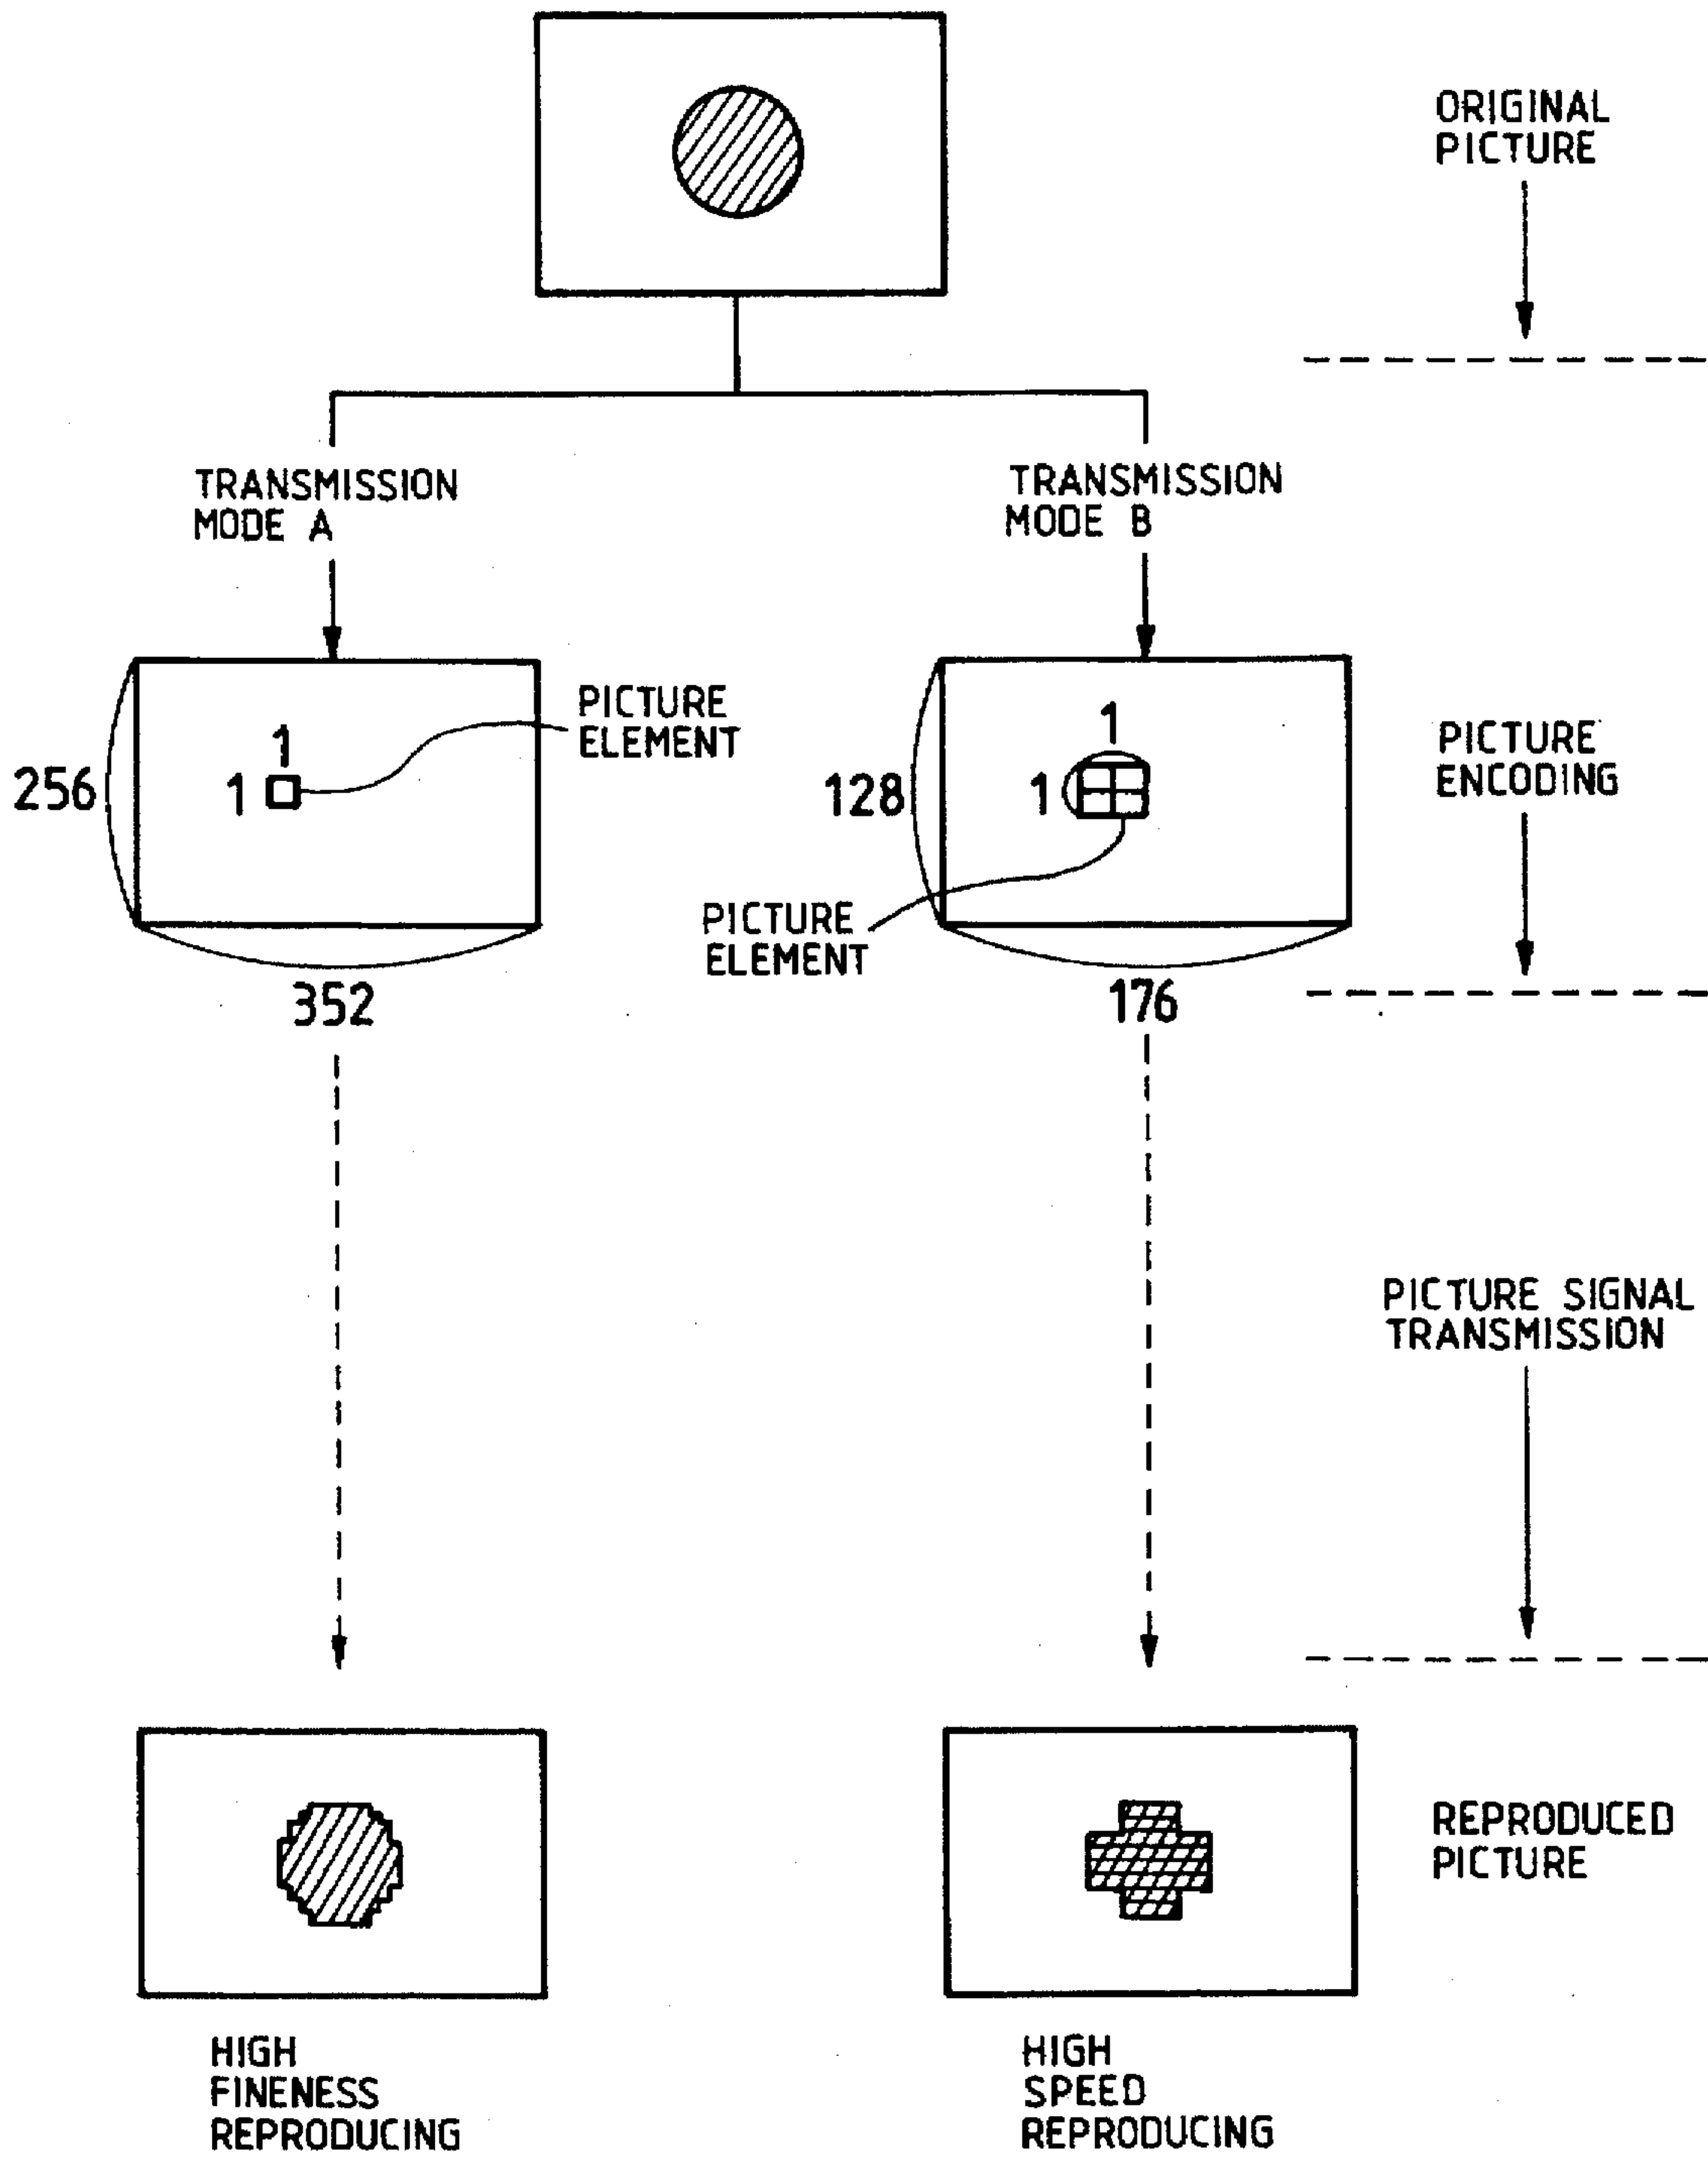 ORIGINAL
PICTURE
TRANSMISSION
MODE A
TRANSMISSION
MODE B
PICTURE
ELEMENT
1
1
256
352
1
1
128
PICTURE
ELEMENT
176
PICTURE
ENCODING
PICTURE SIGNAL
TRANSMISSION
REPRODUCED
PICTURE
HIGH
FINENESS
REPRODUCING
HIGH
SPEED
REPRODUCING